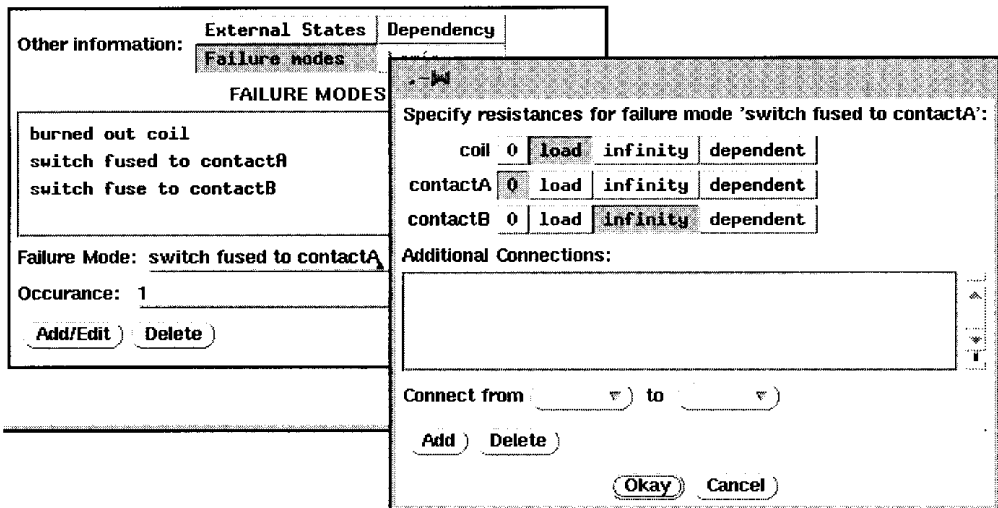 Other information:
External States Dependency
Failure modes
FAILURE MODES
burned out coil
switch fused to contactA
switch fuse to contactB
Failure Mode: switch fused to contactA
Occurance: 1
Add/Edit Delete
Specify resistances for failure mode 'switch fused to contactA':
coil 0 load infinity dependent
contactA 0 load infinity dependent
contactB 0 load infinity dependent
Additional Connections:
Connect from to
Add Delete
Okay Cancel